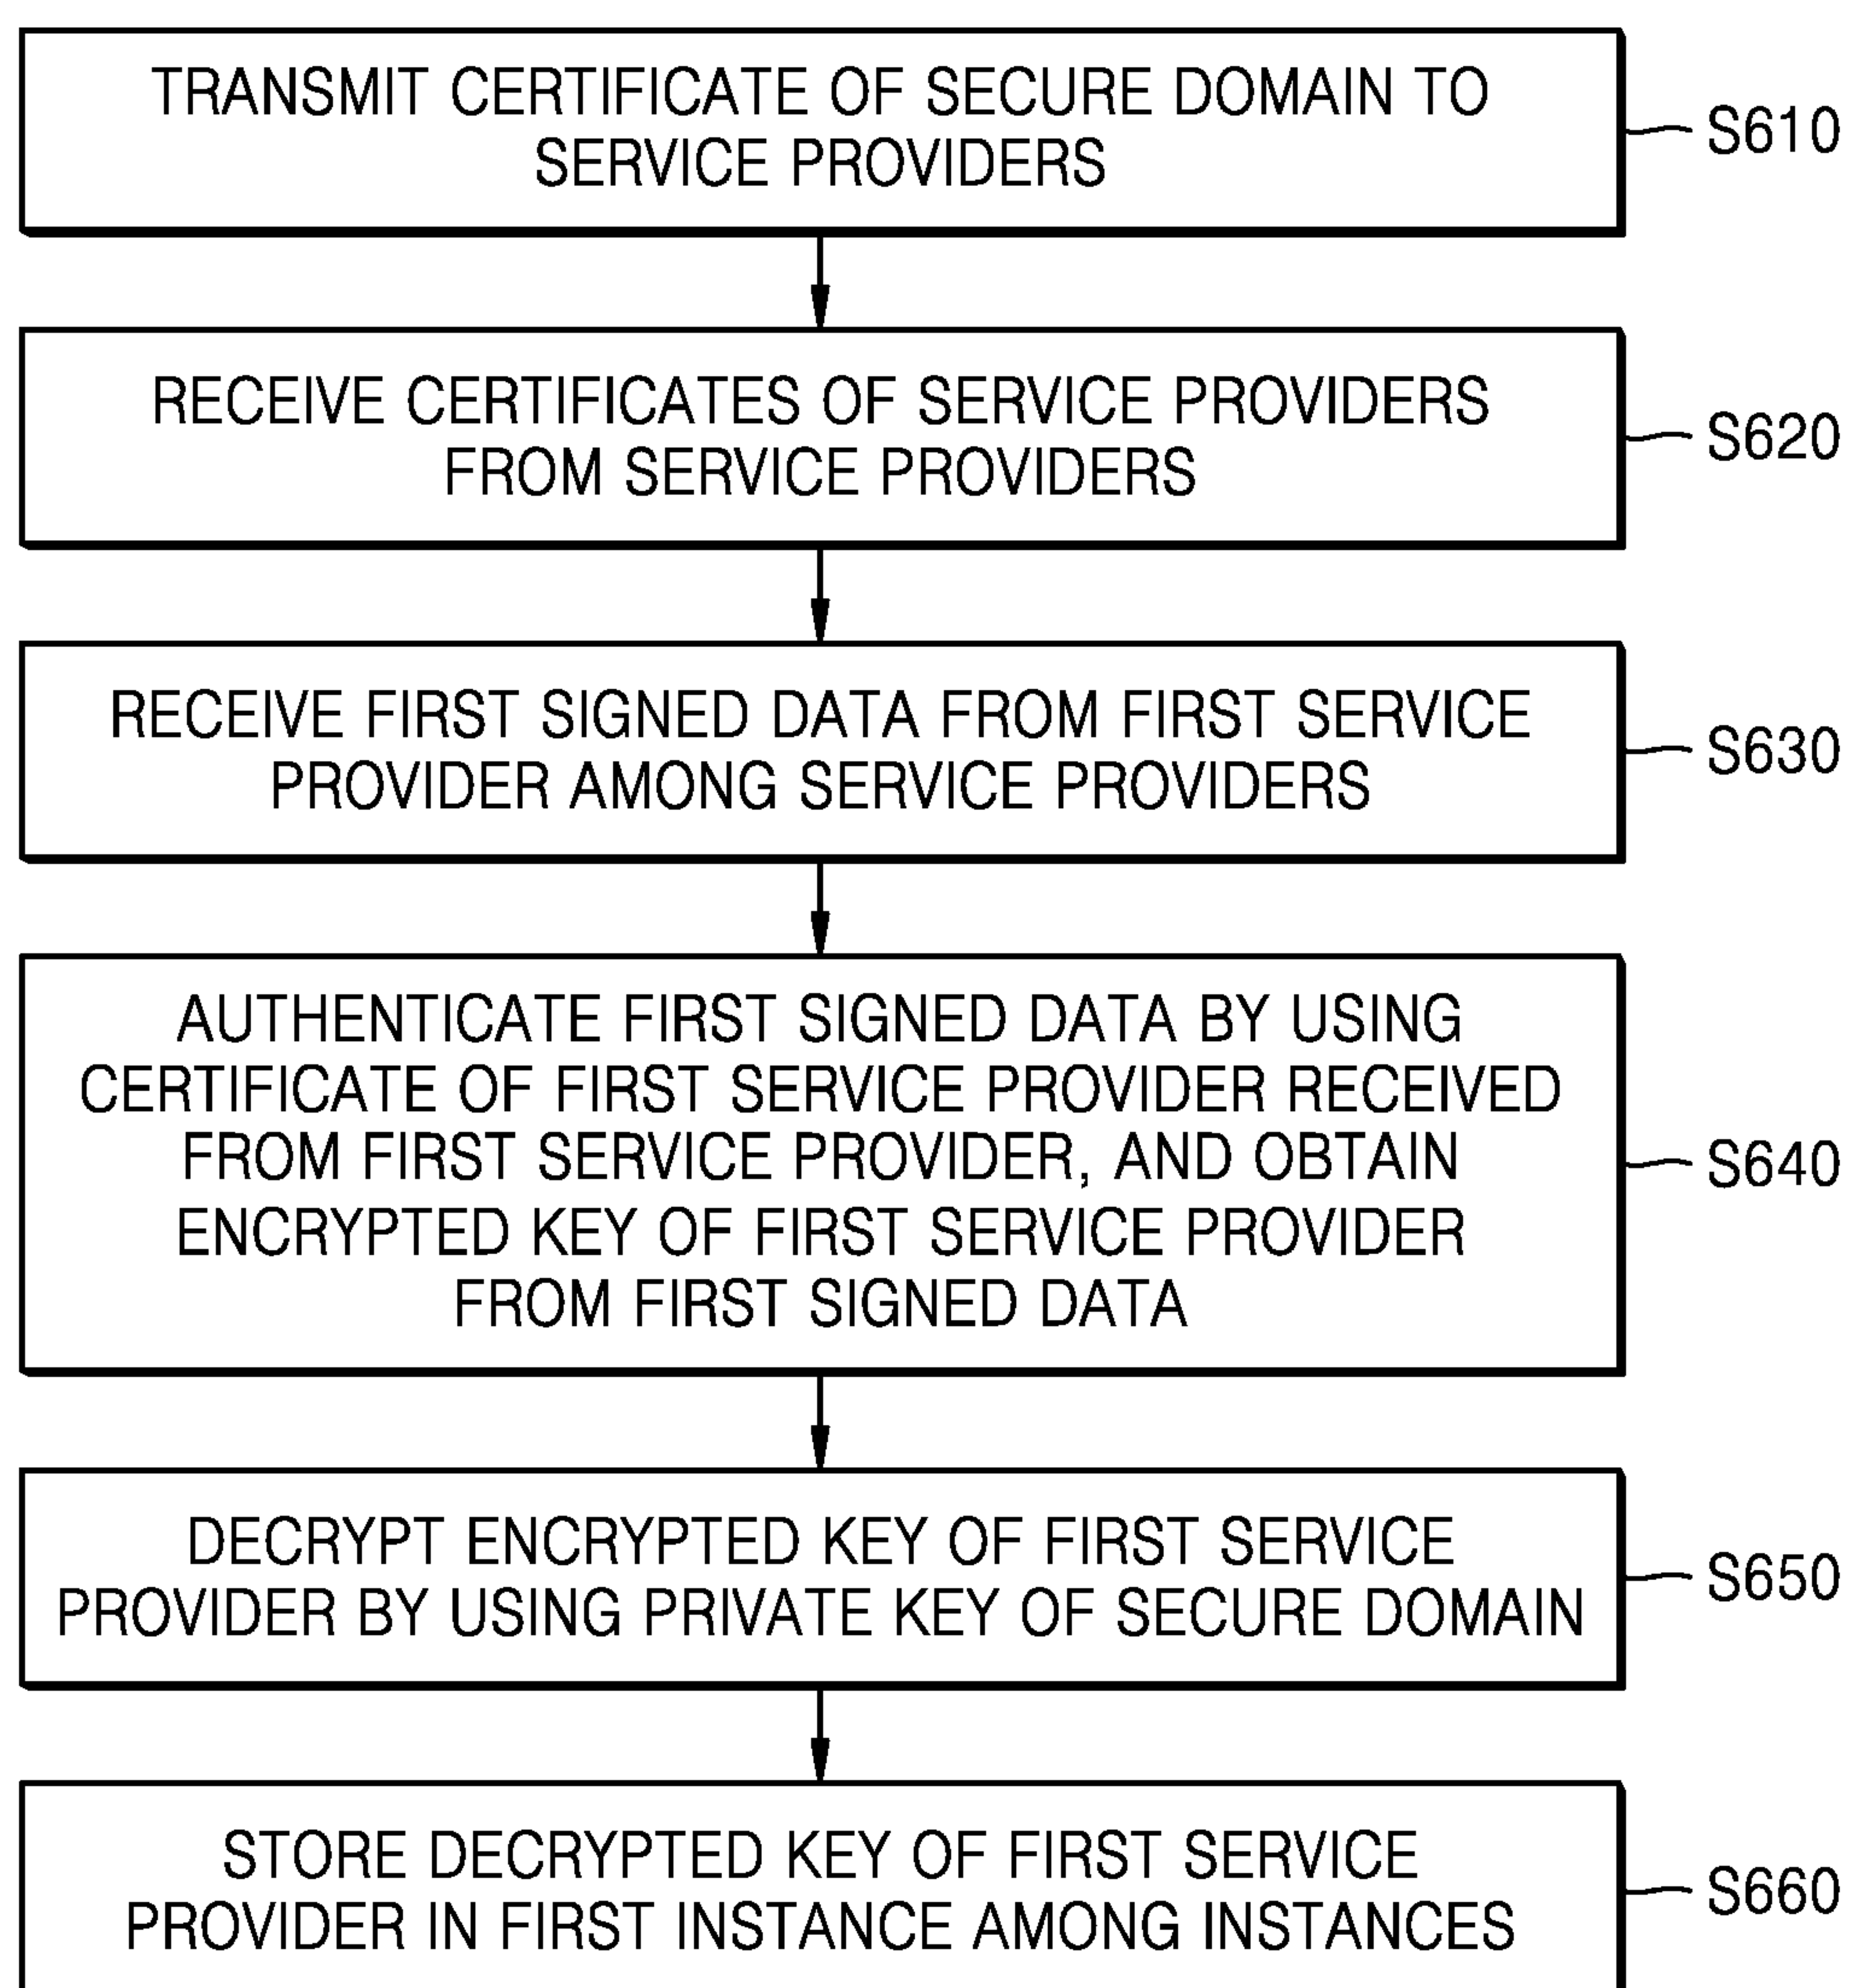 TRANSMIT CERTIFICATE OF SECURE DOMAIN TO
SERVICE PROVIDERS
S610
RECEIVE CERTIFICATES OF SERVICE PROVIDERS
FROM SERVICE PROVIDERS
S620
RECEIVE FIRST SIGNED DATA FROM FIRST SERVICE
PROVIDER AMONG SERVICE PROVIDERS
S630
AUTHENTICATE FIRST SIGNED DATA BY USING
CERTIFICATE OF FIRST SERVICE PROVIDER RECEIVED
FROM FIRST SERVICE PROVIDER, AND OBTAIN
ENCRYPTED KEY OF FIRST SERVICE PROVIDER
FROM FIRST SIGNED DATA
S640
DECRYPT ENCRYPTED KEY OF FIRST SERVICE
PROVIDER BY USING PRIVATE KEY OF SECURE DOMAIN
S650
STORE DECRYPTED KEY OF FIRST SERVICE
PROVIDER IN FIRST INSTANCE AMONG INSTANCES
S660